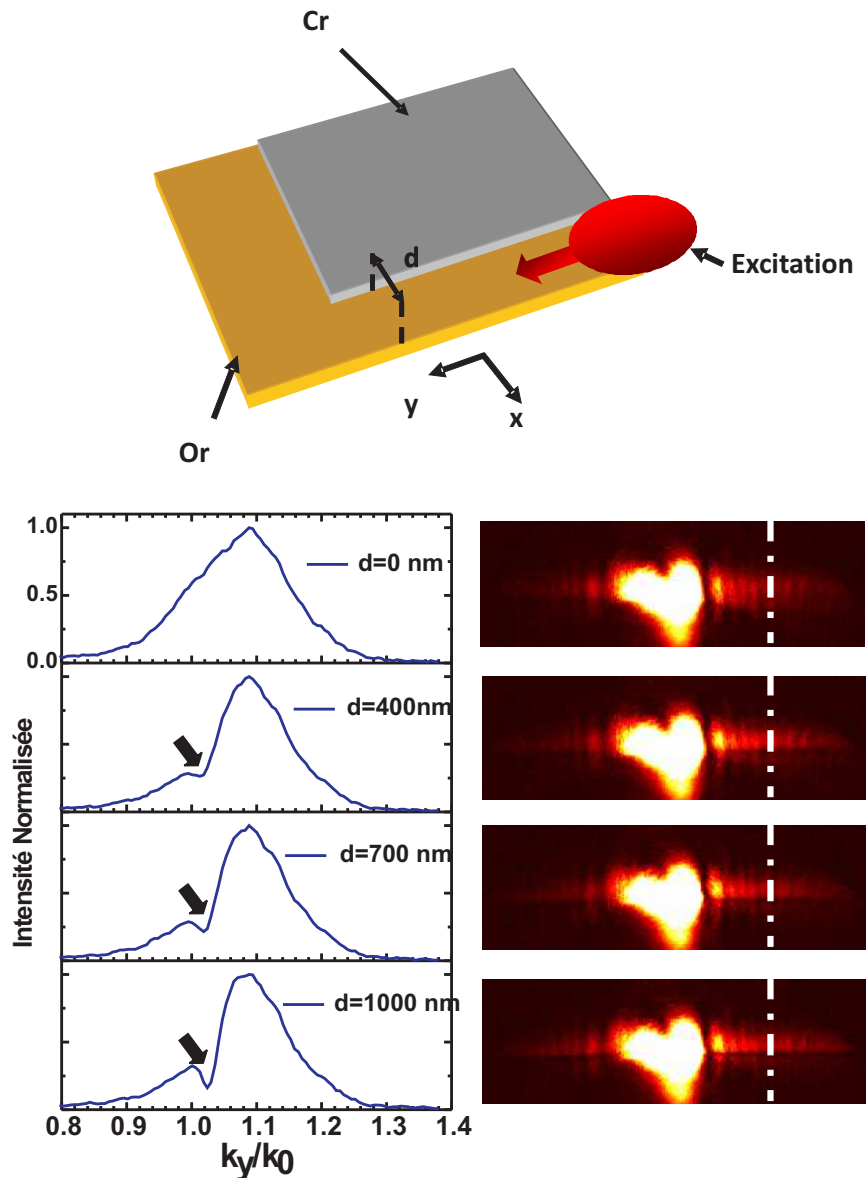 Cr
d
Excitation
y
x
Or
Intensité Normalisée
1.0
0.5
0.0
d=0 nm
d=400nm
d=700 nm
d=1000 nm
0.8 0.9 1.0 1.1 1.2 1.3 1.4
ky/k0